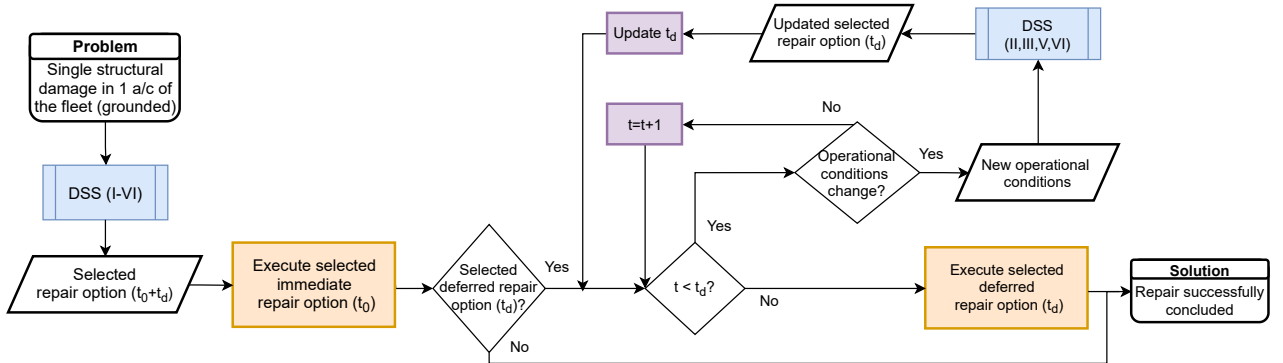 Problem
Single structural
damage in 1 a/c of
the fleet (grounded)
DSS (I-VI)
Selected
repair option (t0+td)
Execute selected
immediate
repair option (t0)
Selected
deferred repair
option (td)?
Yes
No
Update td
Updated selected
repair option (td)
DSS
(II,III,V,VI)
t=t+1
No
Operational
conditions
change?
Yes
New operational
conditions
Yes
t < td?
No
Execute selected
deferred
repair option (td)
Solution
Repair successfully
concluded